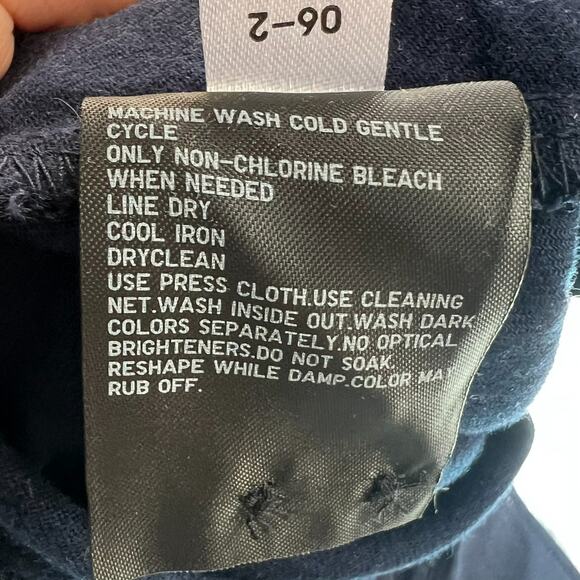 06-2
MACHINE WASH COLD GENTLE
CYCLE
ONLY NON-CHLORINE BLEACH
WHEN NEEDED
LINE DRY
COOL IRON
DRYCLEAN
USE PRESS CLOTH.USE CLEANING
NET.WASH INSIDE OUT.WASH DARK
COLORS SEPARATELY.NO OPTICAL
BRIGHTENERS.DO NOT SOAK.
RESHAPE WHILE DAMP.COLOR MAY
RUB OFF.